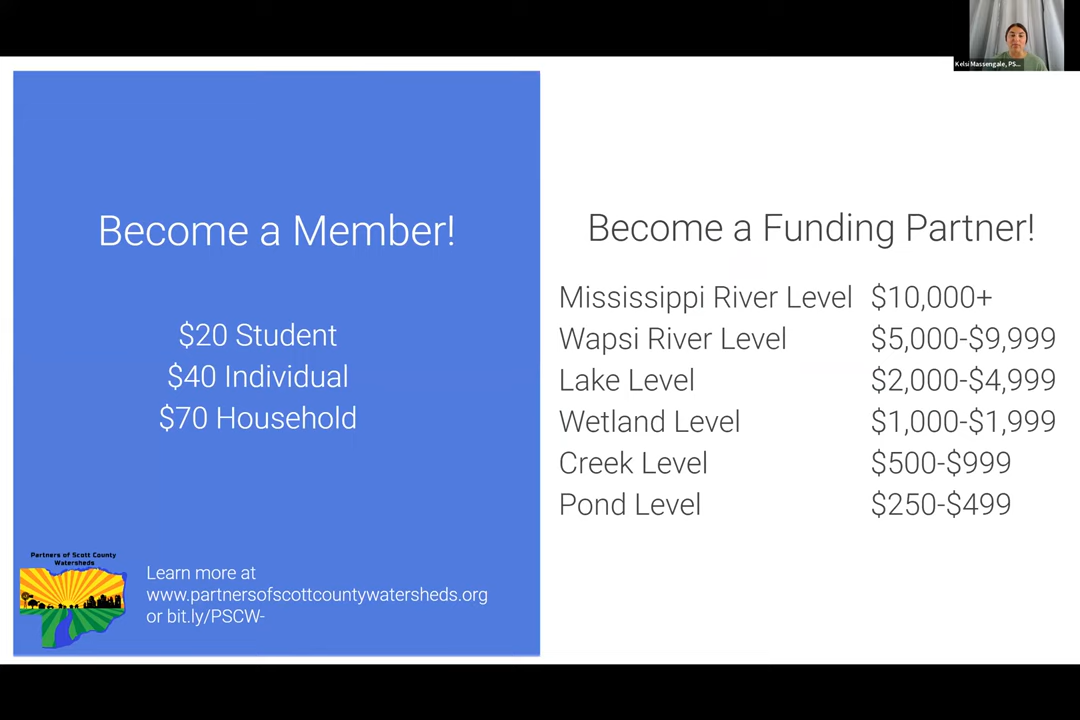 Kelsi Massengale, PS...
Become a Member!
$20 Student
$40 Individual
$70 Household
Partners of Scott County
Watersheds
Learn more at
www.partnersofscottcountywatersheds.org
or bit.ly/PSCW-
Become a Funding Partner!
Mississippi River Level $10,000+
Wapsi River Level $5,000-$9,999
Lake Level $2,000-$4,999
Wetland Level $1,000-$1,999
Creek Level $500-$999
Pond Level $250-$499